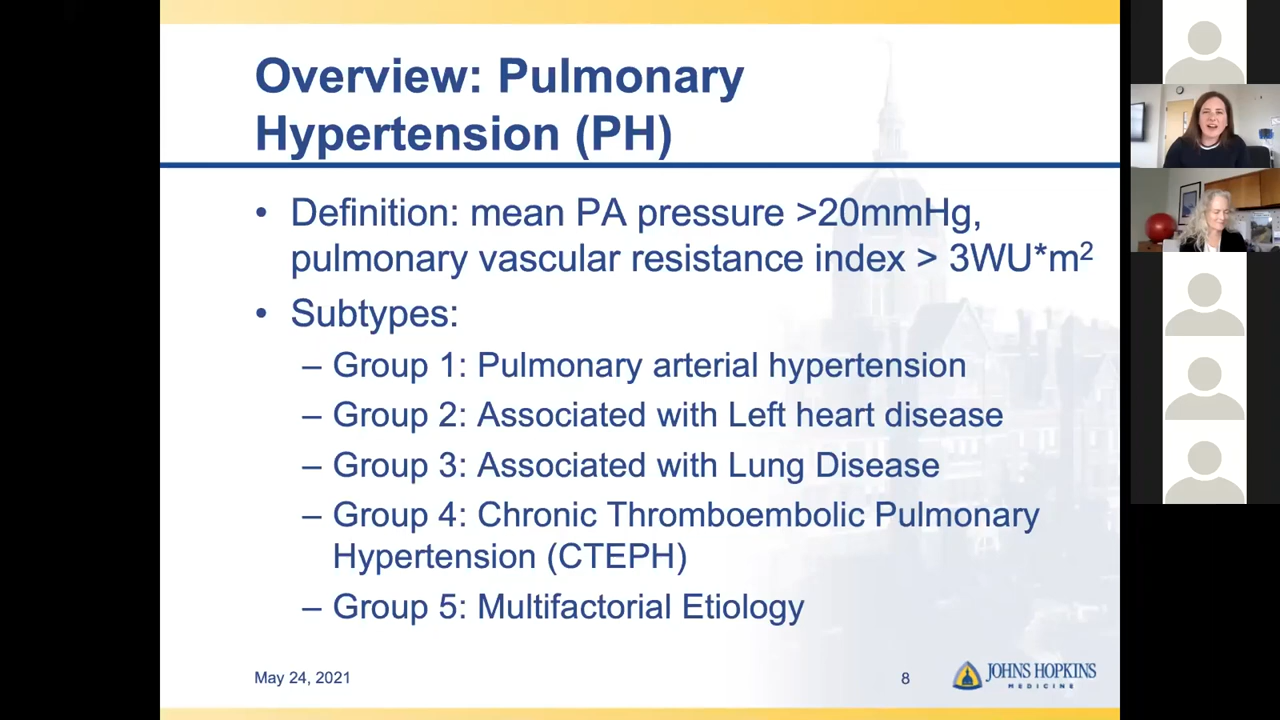 Overview: Pulmonary
Hypertension (PH)
• Definition: mean PA pressure >20mmHg,
pulmonary vascular resistance index > 3WU*m²
• Subtypes:
– Group 1: Pulmonary arterial hypertension
– Group 2: Associated with Left heart disease
– Group 3: Associated with Lung Disease
– Group 4: Chronic Thromboembolic Pulmonary
Hypertension (CTEPH)
– Group 5: Multifactorial Etiology
May 24, 2021
8
JOHNS HOPKINS
MEDICINE